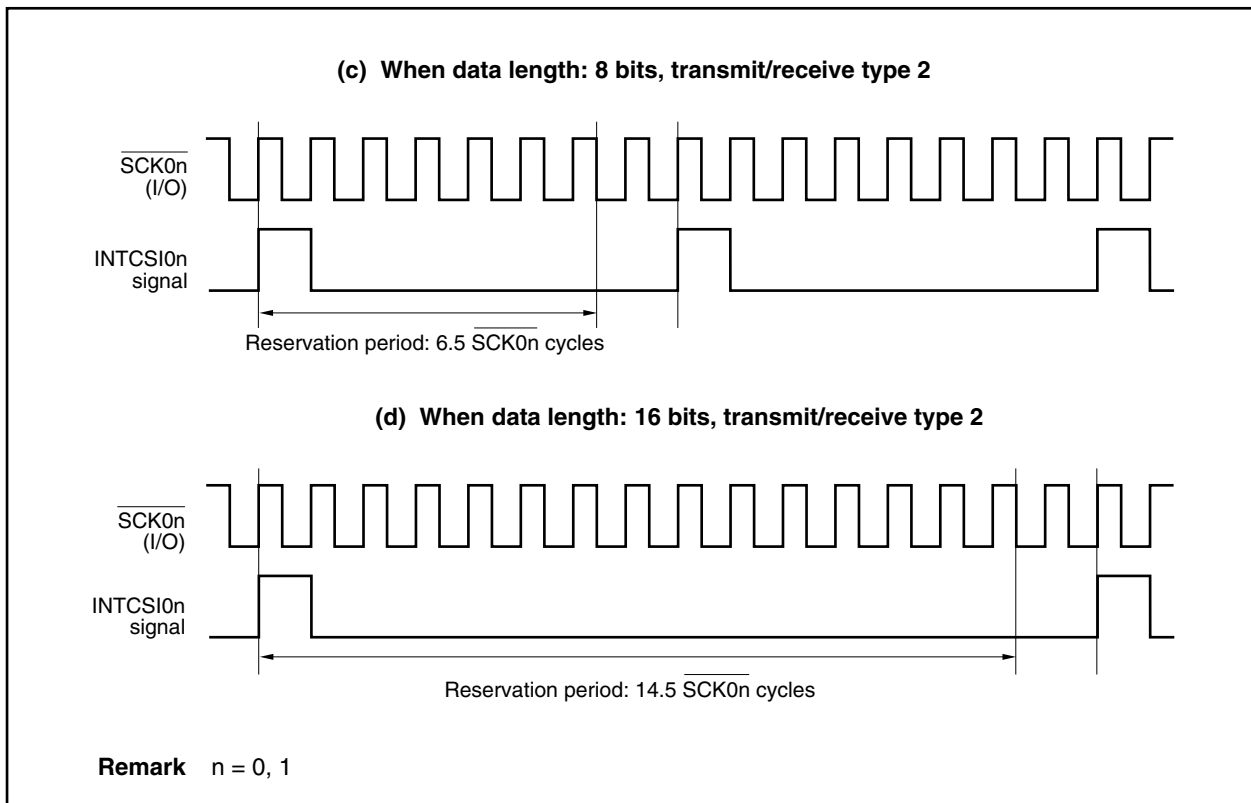 (c) When data length: 8 bits, transmit/receive type 2
SCK0n
(I/O)
INTCSI0n
signal
Reservation period: 6.5 SCK0n cycles
(d) When data length: 16 bits, transmit/receive type 2
SCK0n
(I/O)
INTCSI0n
signal
Reservation period: 14.5 SCK0n cycles
Remark n = 0, 1